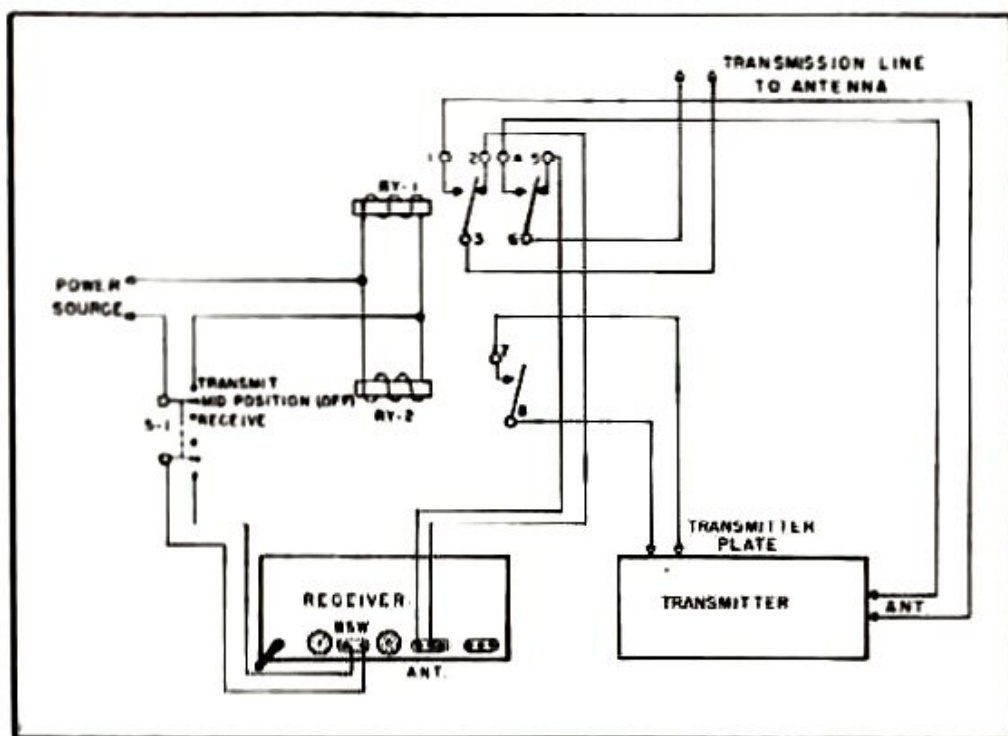 TRANSMISSION LINE
TO ANTENNA
1 2 4 5
RY-1
3 6
POWER
SOURCE
7
TRANSMIT
MID POSITION (OFF)
RECEIVE
RY-2
8
S-1
TRANSMITTER
PLATE
RECEIVER
TRANSMITTER
ANT
BSW
ANT.